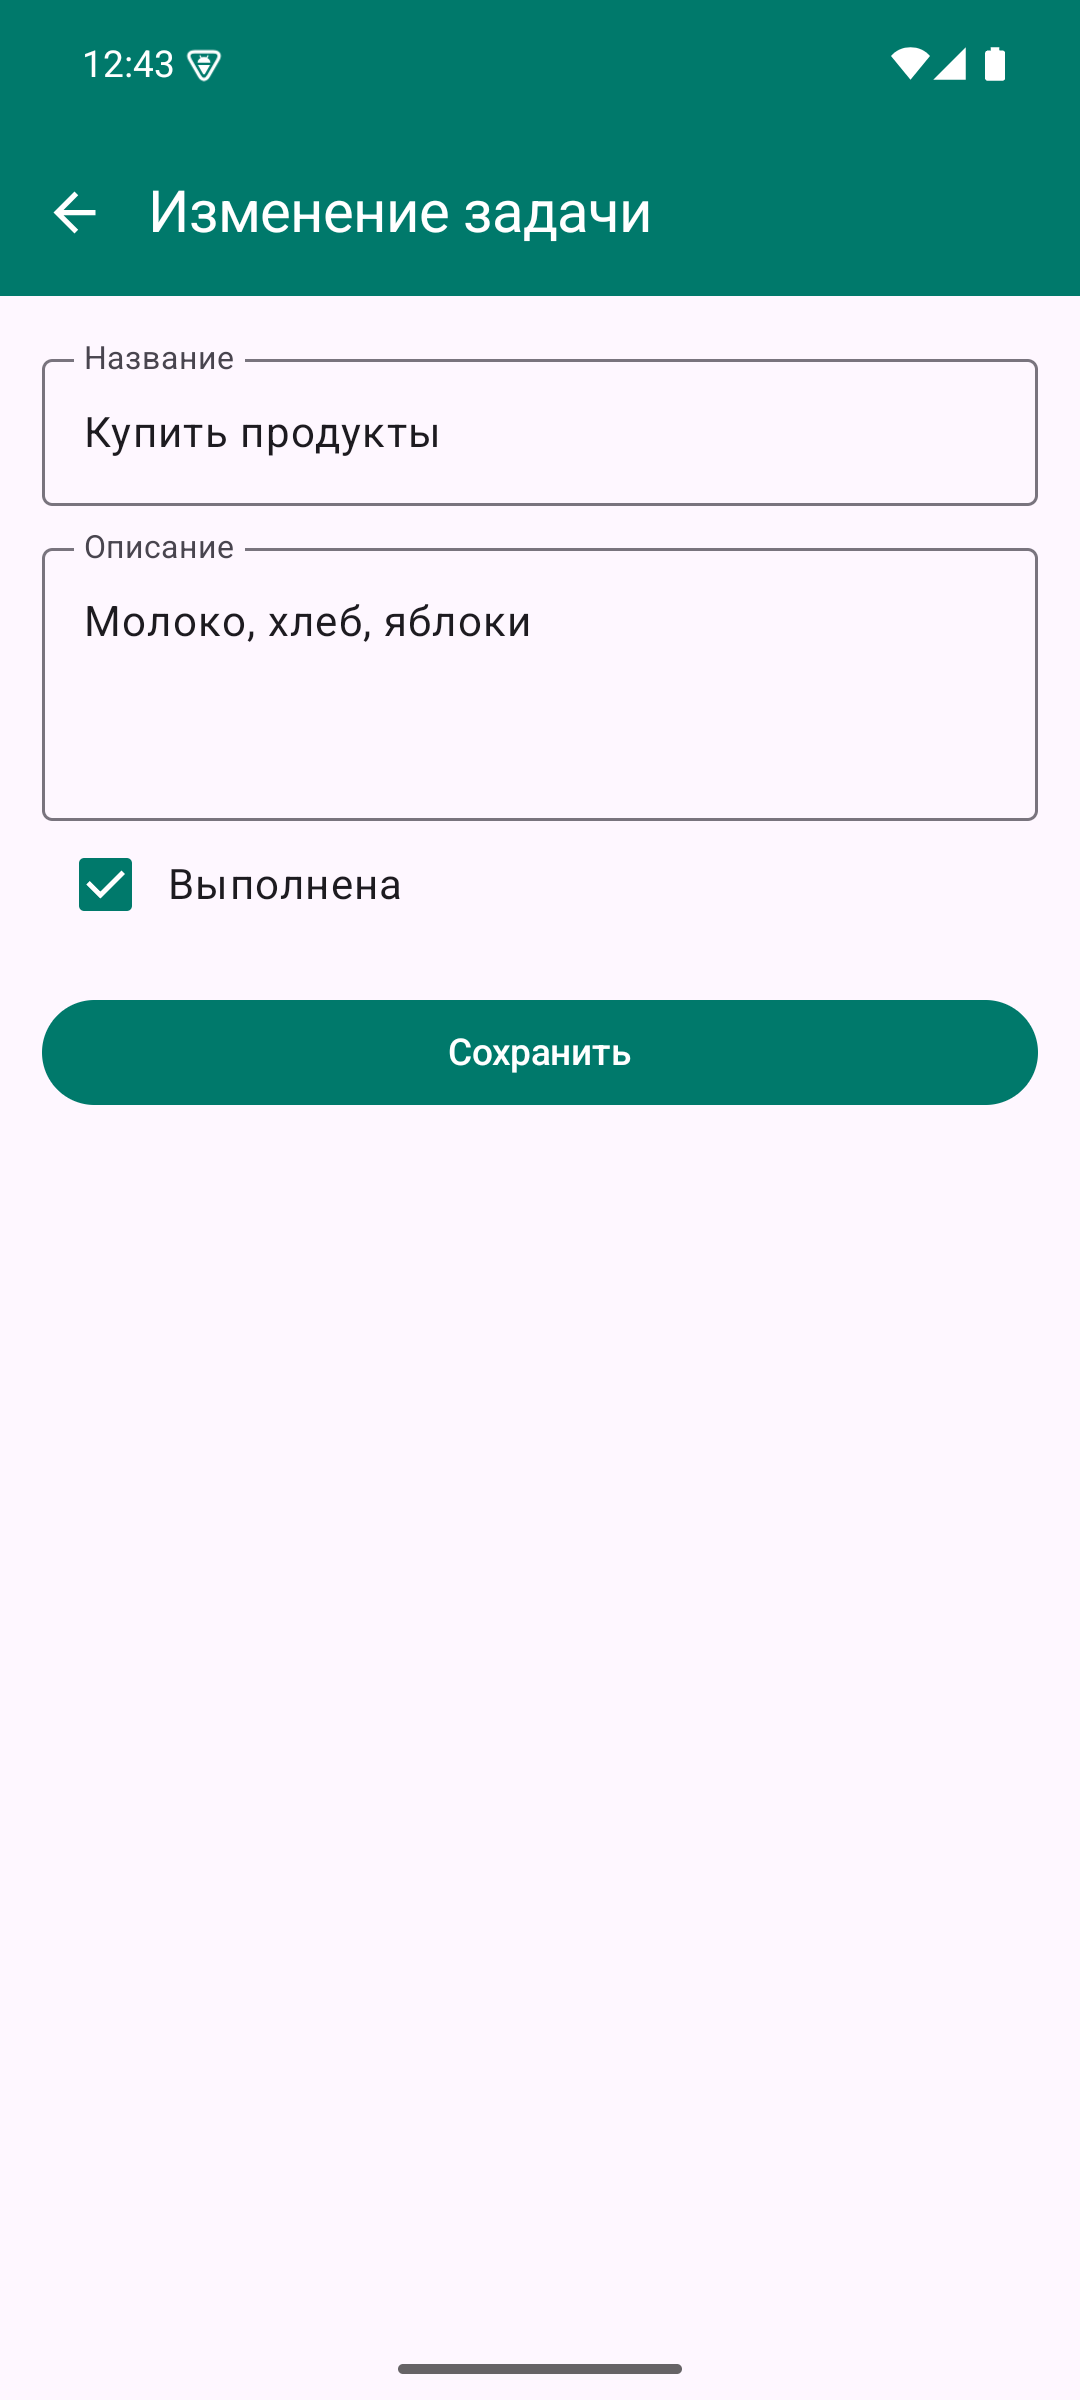 12:43
Изменение задачи
Название
Купить продукты
Описание
Молоко, хлеб, яблоки
Выполнена
Сохранить